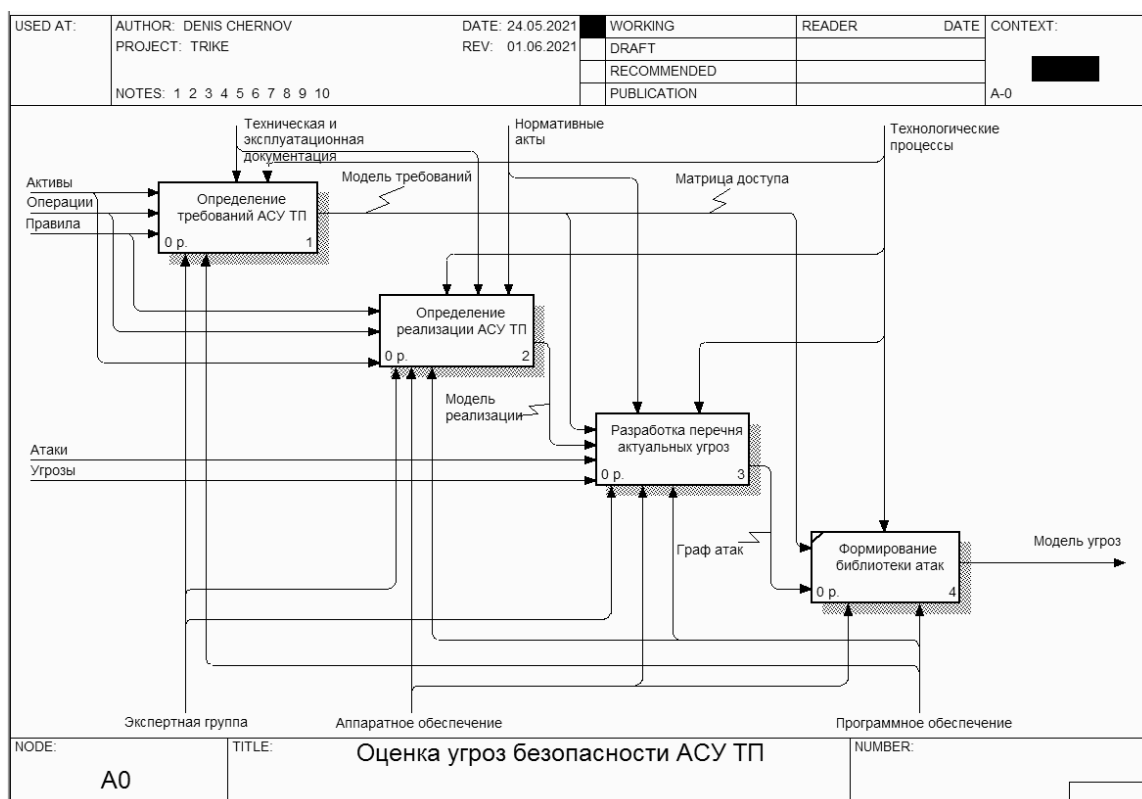 USED AT:
AUTHOR: DENIS CHERNOV
DATE: 24.05.2021
WORKING
READER
DATE
CONTEXT:
PROJECT: TRIKE
REV: 01.06.2021
DRAFT
RECOMMENDED
NOTES: 1 2 3 4 5 6 7 8 9 10
PUBLICATION
A-0
Техническая и
эксплуатационная
документация
Нормативные
акты
Технологические
процессы
Модель требований
Матрица доступа
Активы
Операции
Правила
Определение
требований АСУ ТП
0 р.
1
Определение
реализации АСУ ТП
0 р.
2
Модель
реализации
Разработка перечня
актуальных угроз
0 р.
3
Атаки
Угрозы
Граф атак
Формирование
библиотеки атак
0 р.
4
Модель угроз
Экспертная группа
Аппаратное обеспечение
Программное обеспечение
NODE:
A0
TITLE:
Оценка угроз безопасности АСУ ТП
NUMBER: